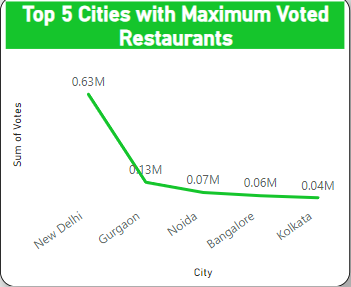 Top 5 Cities with Maximum Voted
Restaurants
0.63M
0.13M
0.07M
0.06M
0.04M
Sum of Votes
New Delhi
Gurgaon
Noida
Bangalore
Kolkata
City